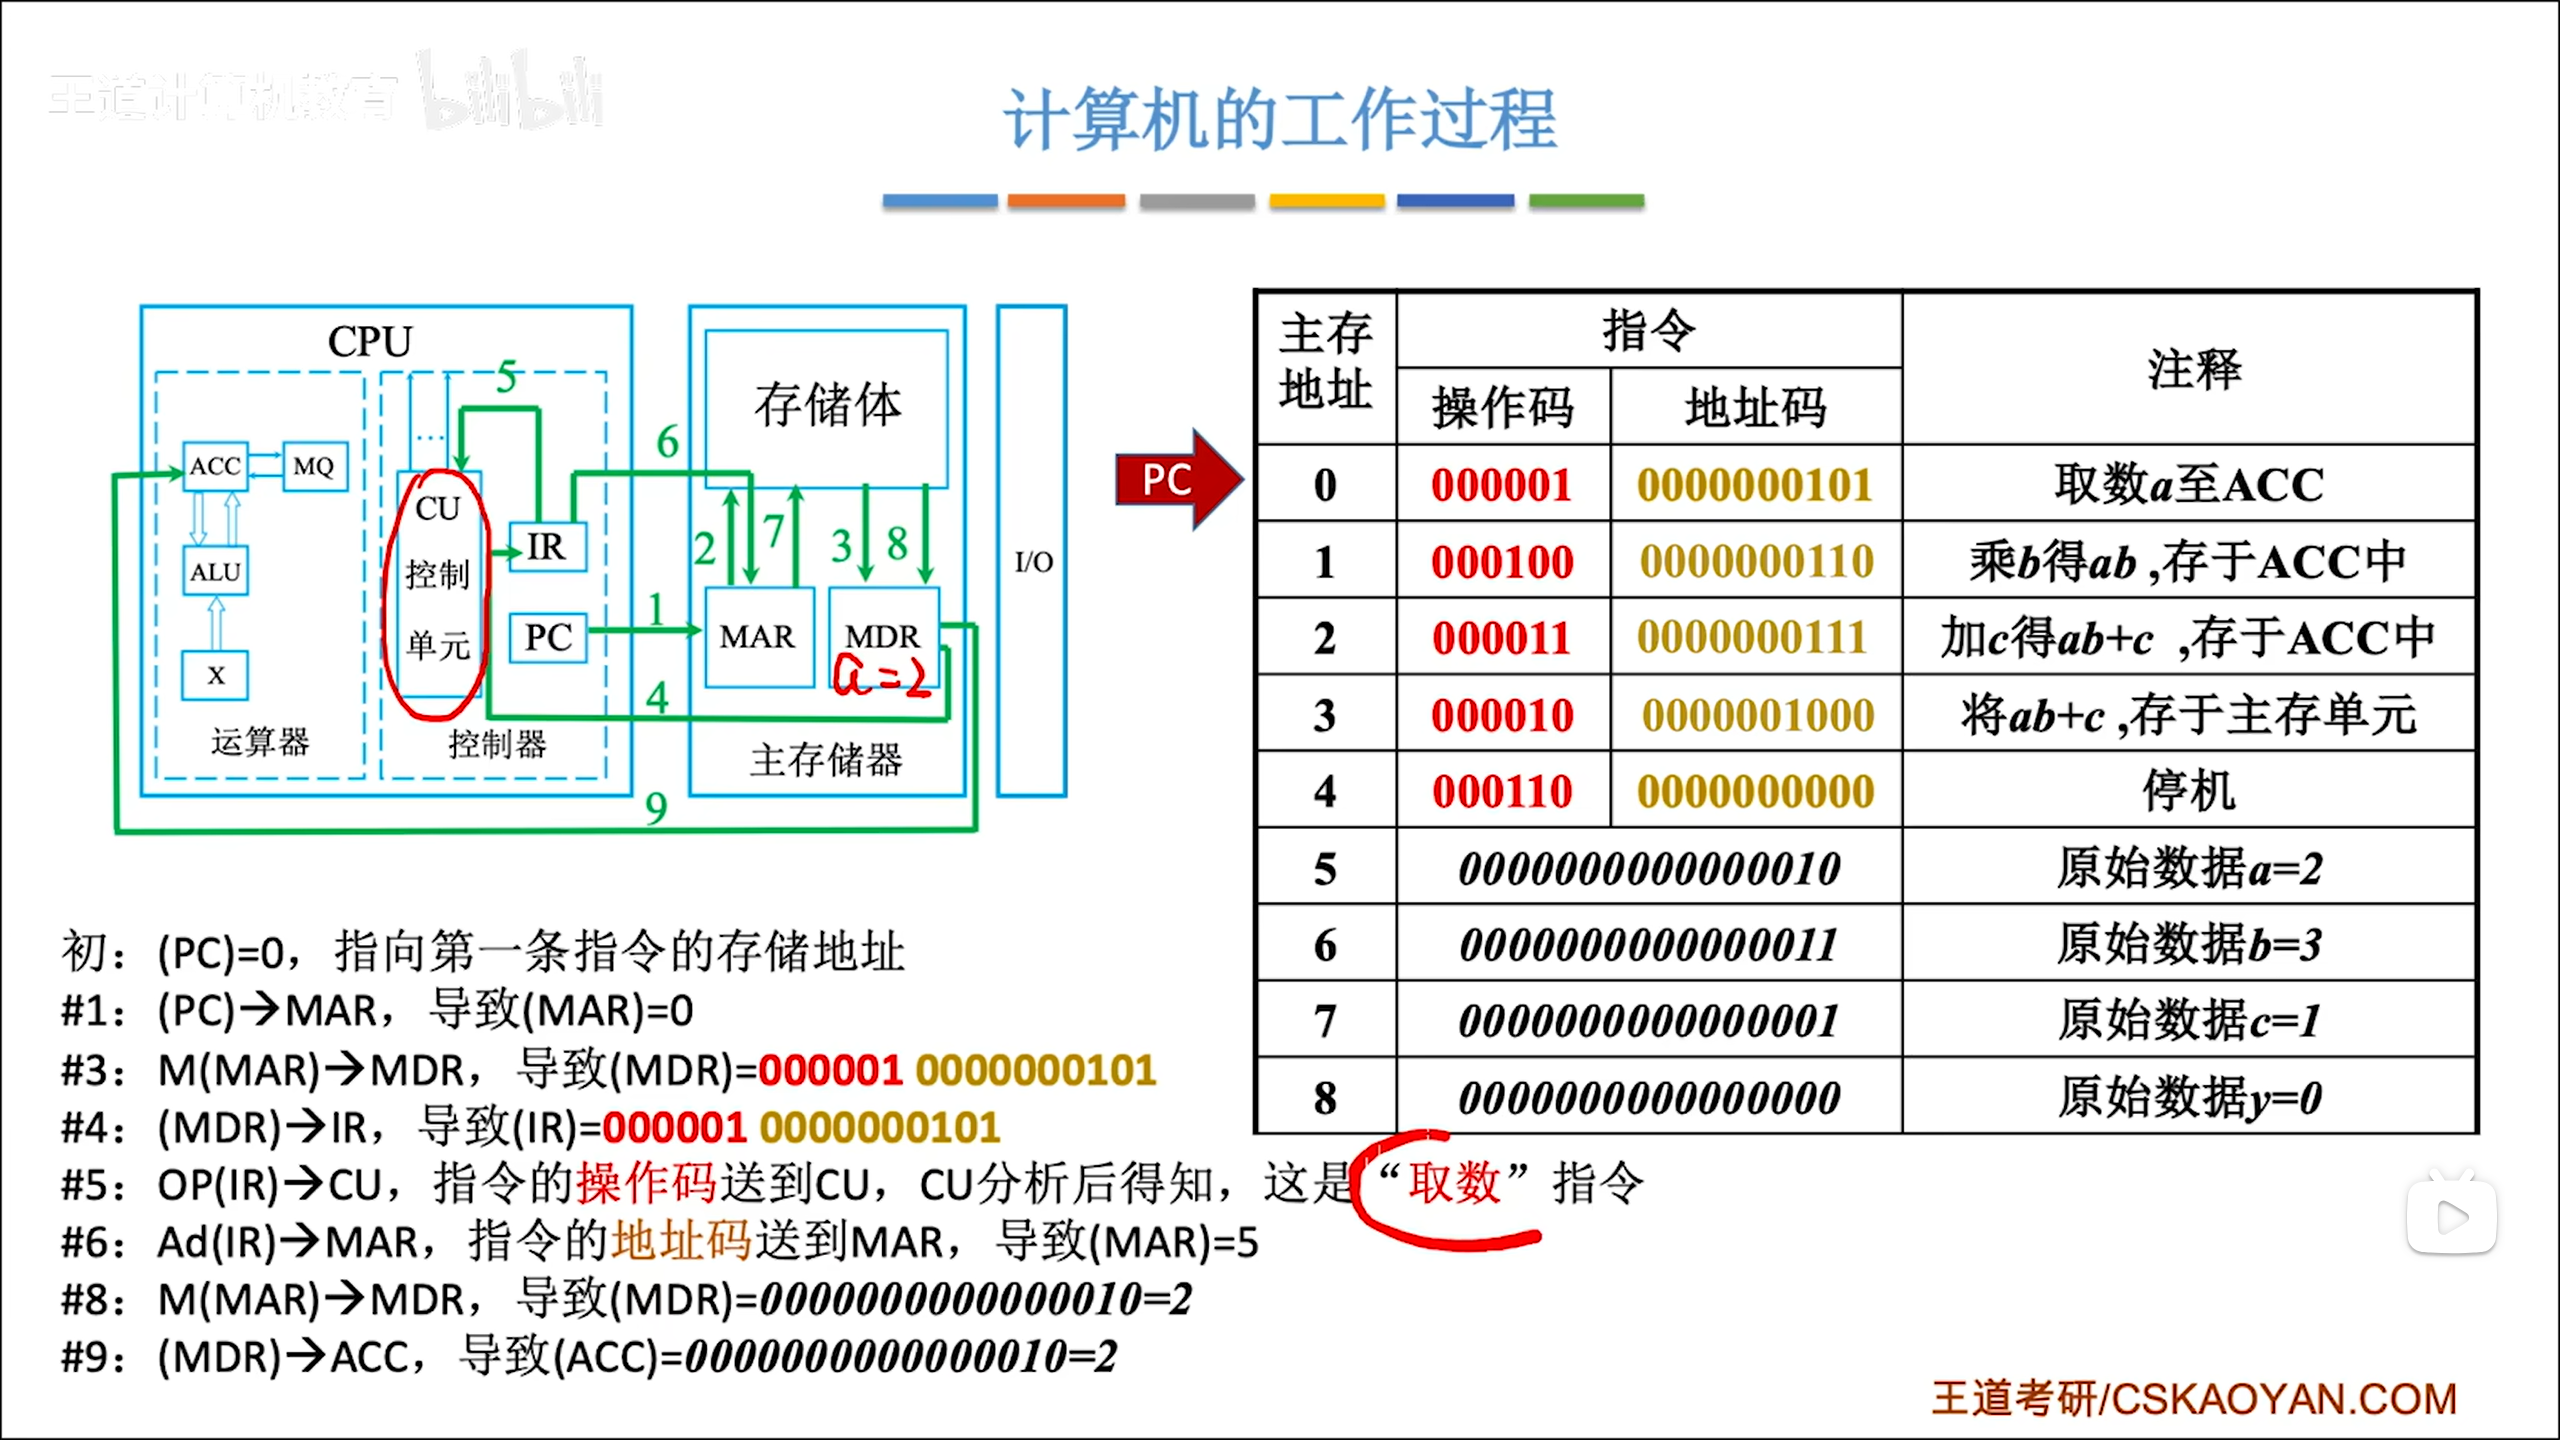 王道计算机教育 bilibili
计算机的工作过程
CPU
5
6
存储体
ACC
MQ
...
CU
控制
单元
IR
PC
ALU
X
运算器
控制器
2
7
3
8
1
MAR
MDR
a=2
4
主存储器
9
I/O
PC
主存地址 指令 注释
操作码 地址码
0 000001 0000000101 取数a至ACC
1 000100 0000000110 乘b得ab ,存于ACC中
2 000011 0000000111 加c得ab+c ,存于ACC中
3 000010 0000001000 将ab+c ,存于主存单元
4 000110 0000000000 停机
5 0000000000000010 原始数据a=2
6 0000000000000011 原始数据b=3
7 0000000000000001 原始数据c=1
8 0000000000000000 原始数据y=0
初：(PC)=0，指向第一条指令的存储地址
#1：(PC)→MAR，导致(MAR)=0
#3：M(MAR)→MDR，导致(MDR)=000001 0000000101
#4：(MDR)→IR，导致(IR)=000001 0000000101
#5：OP(IR)→CU，指令的操作码送到CU，CU分析后得知，这是“取数”指令
#6：Ad(IR)→MAR，指令的地址码送到MAR，导致(MAR)=5
#8：M(MAR)→MDR，导致(MDR)=0000000000000010=2
#9：(MDR)→ACC，导致(ACC)=0000000000000010=2
王道考研/CSKAOYAN.COM